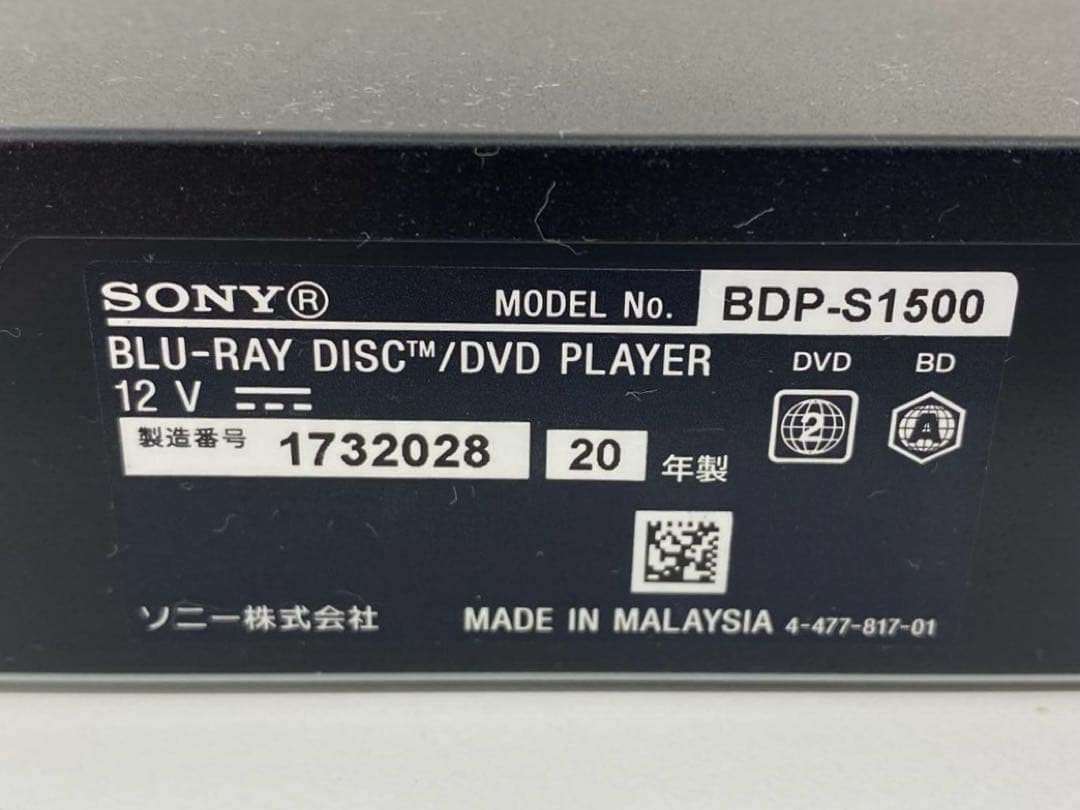 SONY® MODEL No. BDP-S1500
BLU-RAY DISC™/DVD PLAYER DVD BD
12 V 2 A
製造番号 1732028 20 年製
ソニー株式会社 MADE IN MALAYSIA 4-477-817-01